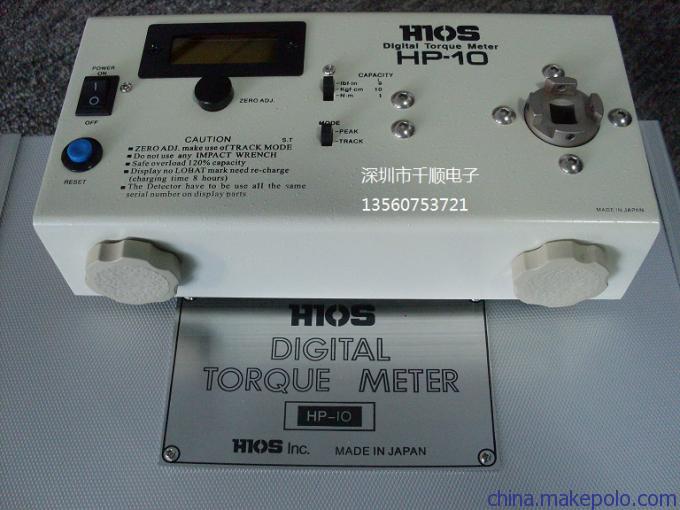 HIOS
Digital Torque Meter
HP-10
POWER
ON
OFF
RESET
ZERO ADJ.
CAPACITY
lbf·in 9
Kgf·cm 10
N·m 1
MODE
PEAK
TRACK
CAUTION
S.T
■ ZERO ADJ. make use of TRACK MODE
■ Do not use any IMPACT WRENCH
■ Safe overload 120% capacity
■ Display no LOBAT mark need re-charge
(charging time 8 hours)
■ The Detector have to be use all the same
serial number on display parts
深圳市千顺电子
13560753721
MADE IN JAPAN
HIOS
DIGITAL
TORQUE METER
HP-10
HIOS Inc. MADE IN JAPAN
china.makepolo.com